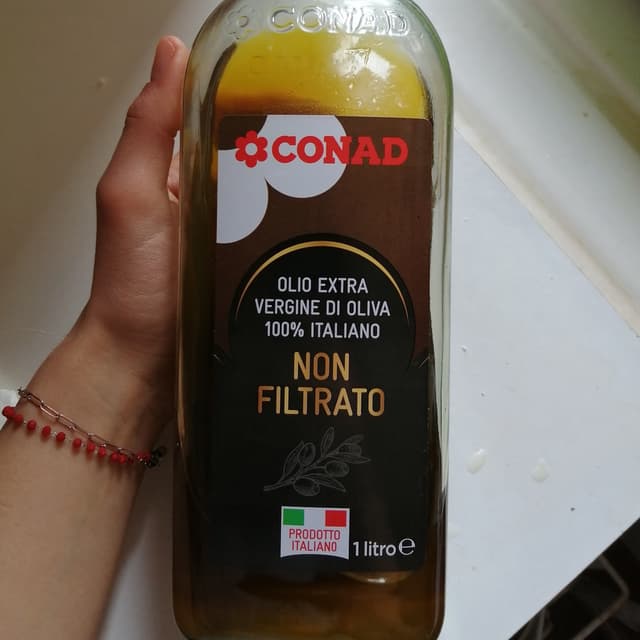 CONAD
CONAD
OLIO EXTRA
VERGINE DI OLIVA
100% ITALIANO
NON
FILTRATO
PRODOTTO
ITALIANO
1 litro ℮